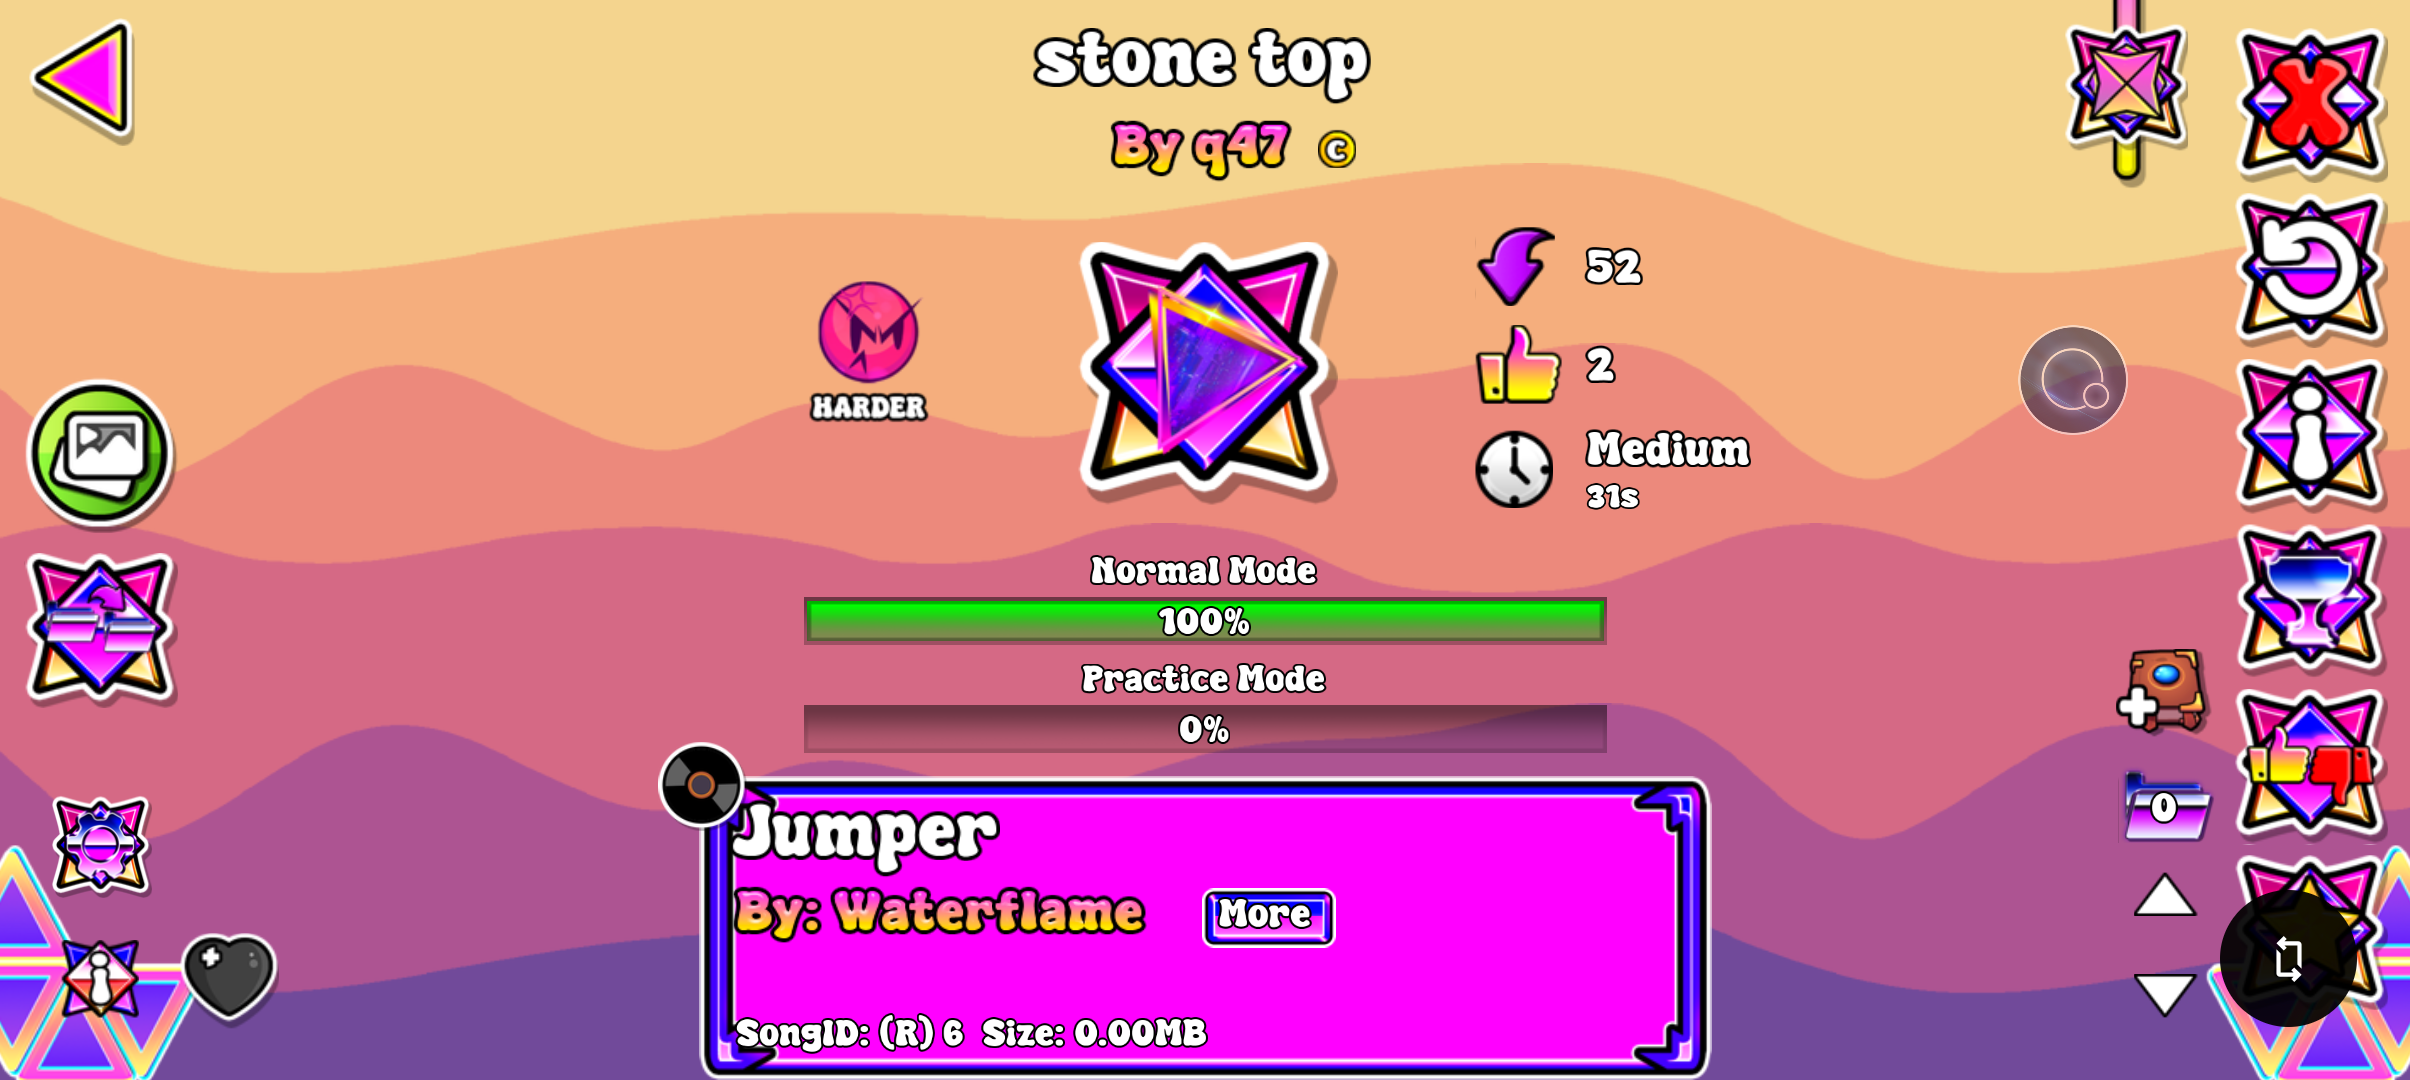 stone top
By q47 ©
HARDER
52
2
Medium
31s
Normal Mode
100%
Practice Mode
0%
Jumper
By: Waterflame
More
SongID: (R) 6 Size: 0.00MB
0